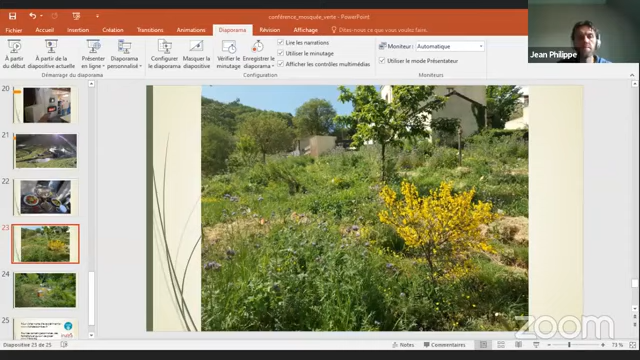 conférence_mosquée_verte - PowerPoint
Fichier Accueil Insertion Création Transitions Animations Diaporama Révision Affichage Dites-nous ce que vous voulez faire.
À partir du début
À partir de la diapositive actuelle
Présenter en ligne
Diaporama personnalisé
Configurer le diaporama
Masquer la diapositive
Vérifier le minutage
Enregistrer le diaporama
Lire les narrations
Utiliser le minutage
Afficher les contrôles multimédias
Moniteur : Automatique
Utiliser le mode Présentateur
Démarrage du diaporama
Configuration
Moniteurs
Jean Philippe
20
21
22
23
24
25
zoom
Diapositive 25 de 25
Notes
Commentaires
73 %